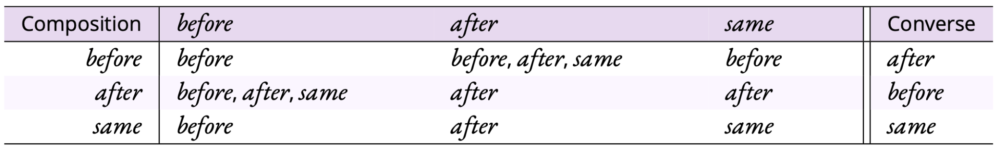 Composition before after same Converse
before before before, after, same before after
after before, after, same after after before
same before after same same